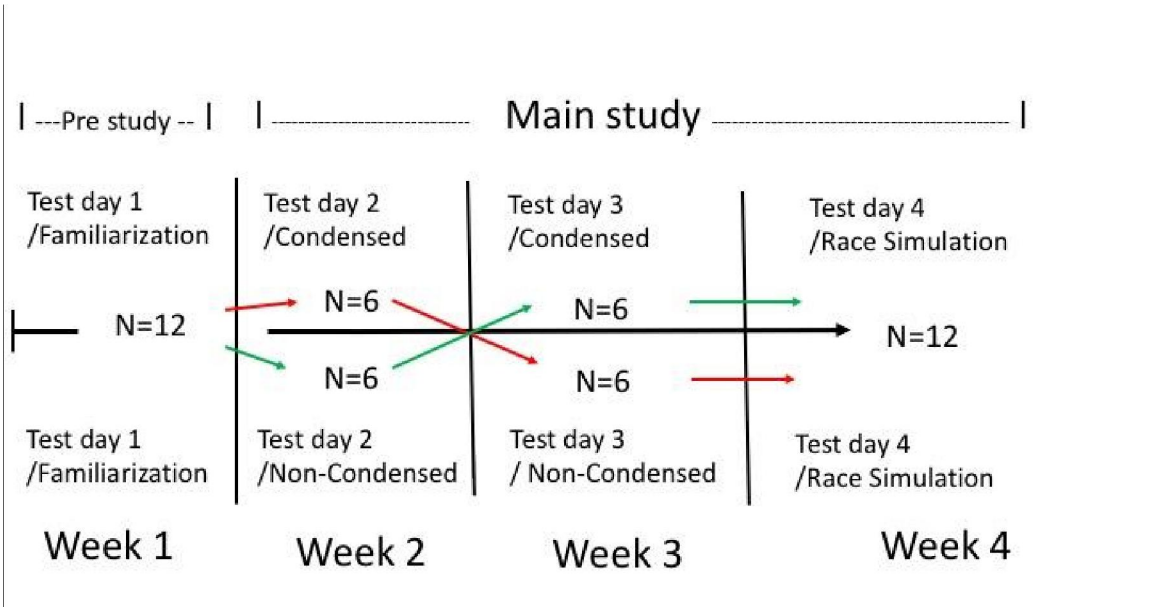 ---Pre study --
Main study
Test day 1
/Familiarization
Test day 2
/Condensed
Test day 3
/Condensed
Test day 4
/Race Simulation
N=12
N=6
N=6
N=6
N=6
N=12
Test day 1
/Familiarization
Test day 2
/Non-Condensed
Test day 3
/ Non-Condensed
Test day 4
/Race Simulation
Week 1
Week 2
Week 3
Week 4